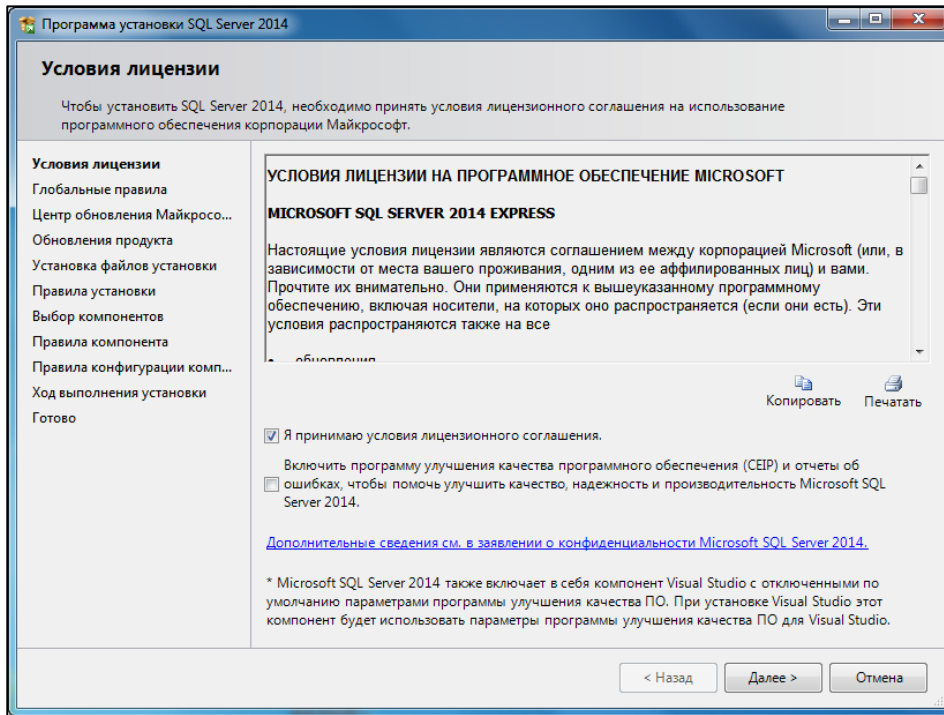 Программа установки SQL Server 2014
Условия лицензии
Чтобы установить SQL Server 2014, необходимо принять условия лицензионного соглашения на использование
программного обеспечения корпорации Майкрософт.
Условия лицензии
Глобальные правила
Центр обновления Майкросо...
Обновления продукта
Установка файлов установки
Правила установки
Выбор компонентов
Правила компонента
Правила конфигурации комп...
Ход выполнения установки
Готово
УСЛОВИЯ ЛИЦЕНЗИИ НА ПРОГРАММНОЕ ОБЕСПЕЧЕНИЕ MICROSOFT
MICROSOFT SQL SERVER 2014 EXPRESS
Настоящие условия лицензии являются соглашением между корпорацией Microsoft (или, в
зависимости от места вашего проживания, одним из ее аффилированных лиц) и вами.
Прочтите их внимательно. Они применяются к вышеуказанному программному
обеспечению, включая носители, на которых оно распространяется (если они есть). Эти
условия распространяются также на все
• обновления
Копировать Печатать
Я принимаю условия лицензионного соглашения.
Включить программу улучшения качества программного обеспечения (CEIP) и отчеты об
ошибках, чтобы помочь улучшить качество, надежность и производительность Microsoft SQL
Server 2014.
Дополнительные сведения см. в заявлении о конфиденциальности Microsoft SQL Server 2014.
* Microsoft SQL Server 2014 также включает в себя компонент Visual Studio с отключенными по
умолчанию параметрами программы улучшения качества ПО. При установке Visual Studio этот
компонент будет использовать параметры программы улучшения качества ПО для Visual Studio.
< Назад Далее > Отмена